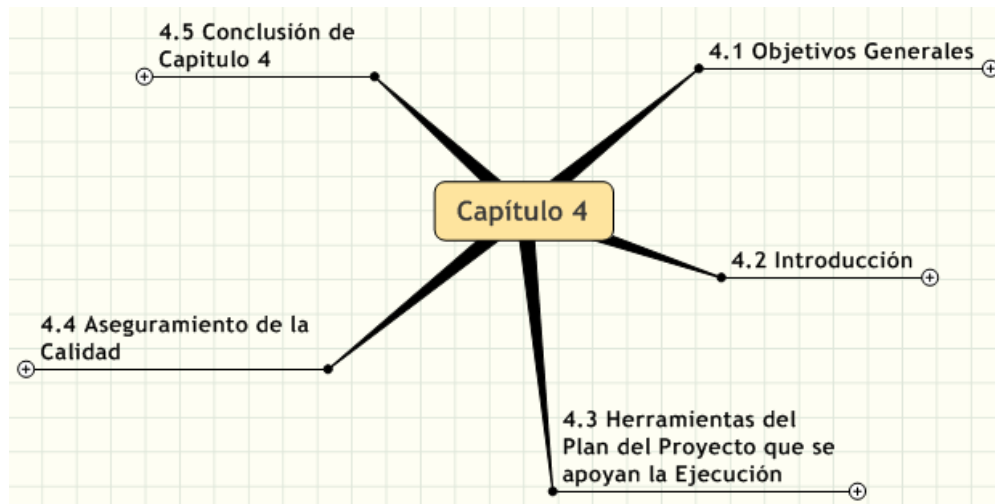 Capítulo 4
4.1 Objetivos Generales
4.2 Introducción
4.3 Herramientas del
Plan del Proyecto que se
apoyan la Ejecución
4.4 Aseguramiento de la
Calidad
4.5 Conclusión de
Capitulo 4